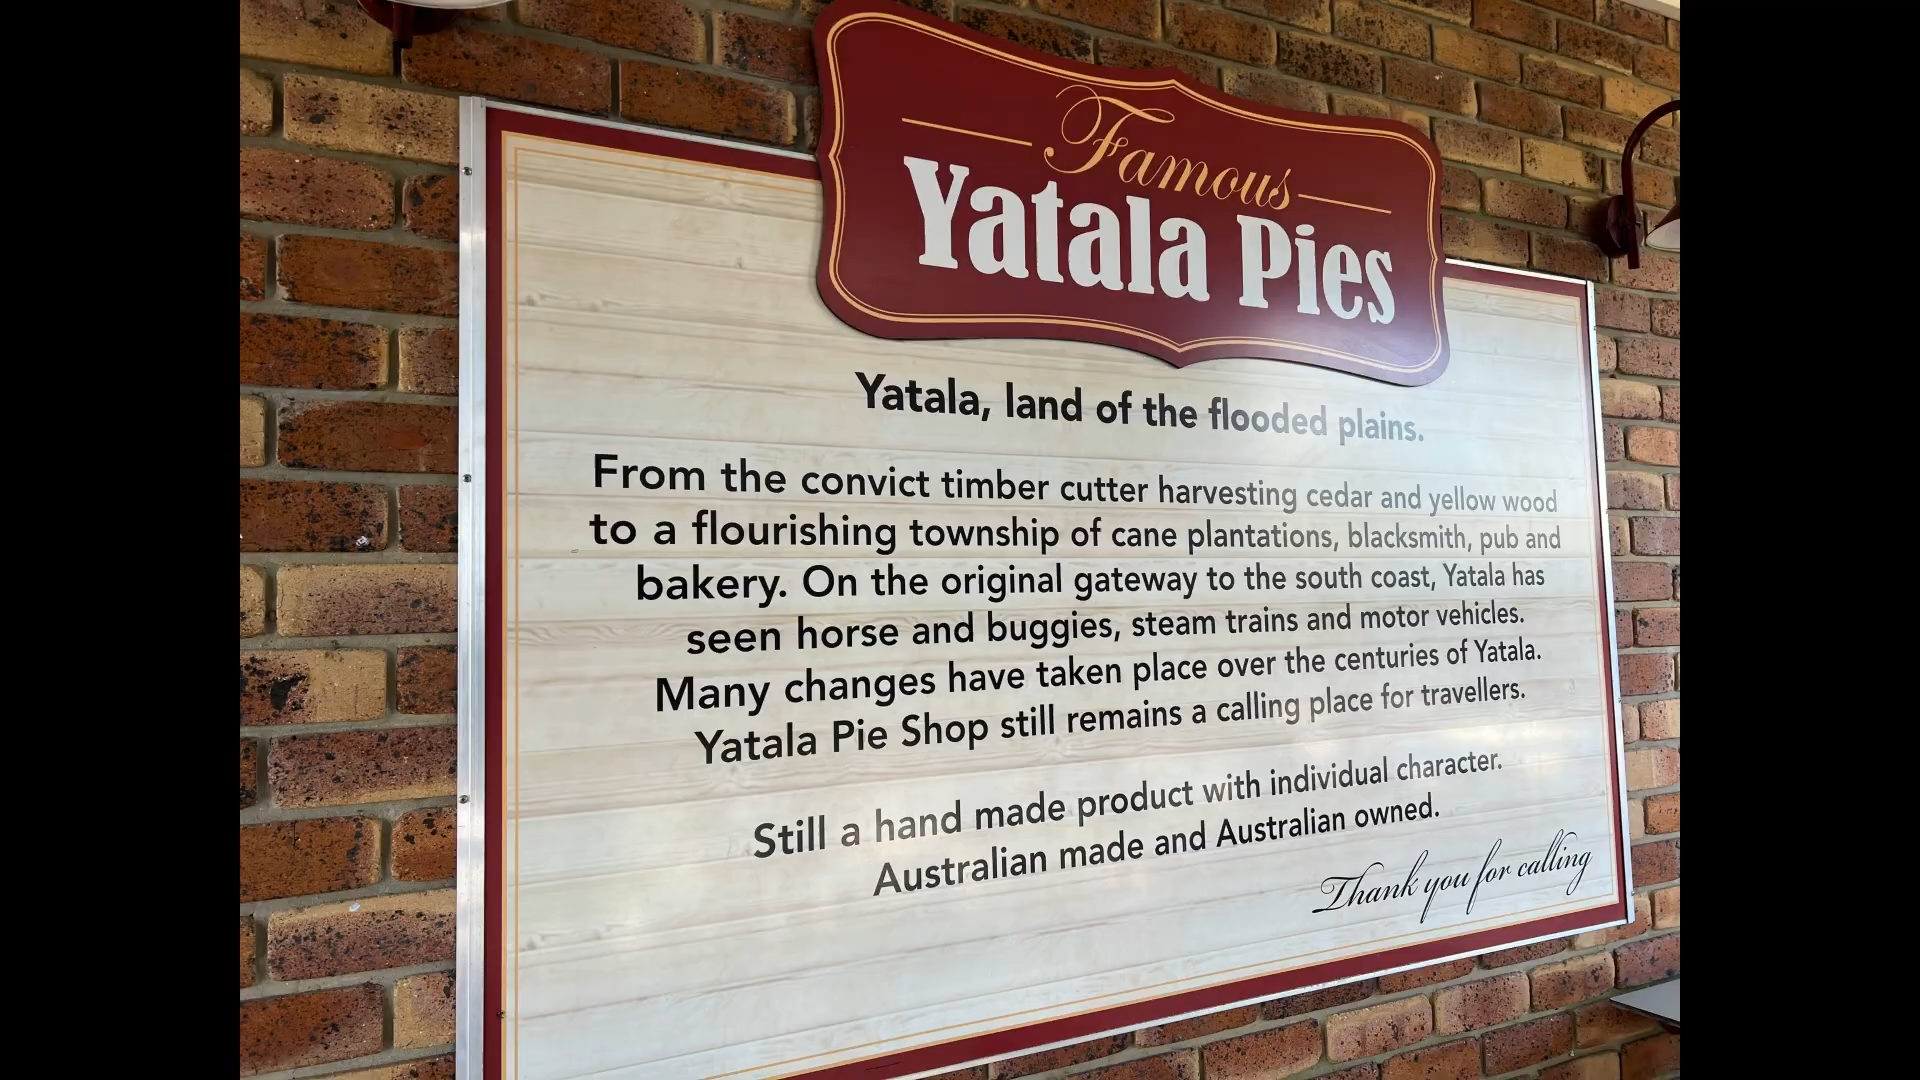 Famous
Yatala Pies
Yatala, land of the flooded plains.
From the convict timber cutter harvesting cedar and yellow wood
to a flourishing township of cane plantations, blacksmith, pub and
bakery. On the original gateway to the south coast, Yatala has
seen horse and buggies, steam trains and motor vehicles.
Many changes have taken place over the centuries of Yatala.
Yatala Pie Shop still remains a calling place for travellers.
Still a hand made product with individual character.
Australian made and Australian owned.
Thank you for calling